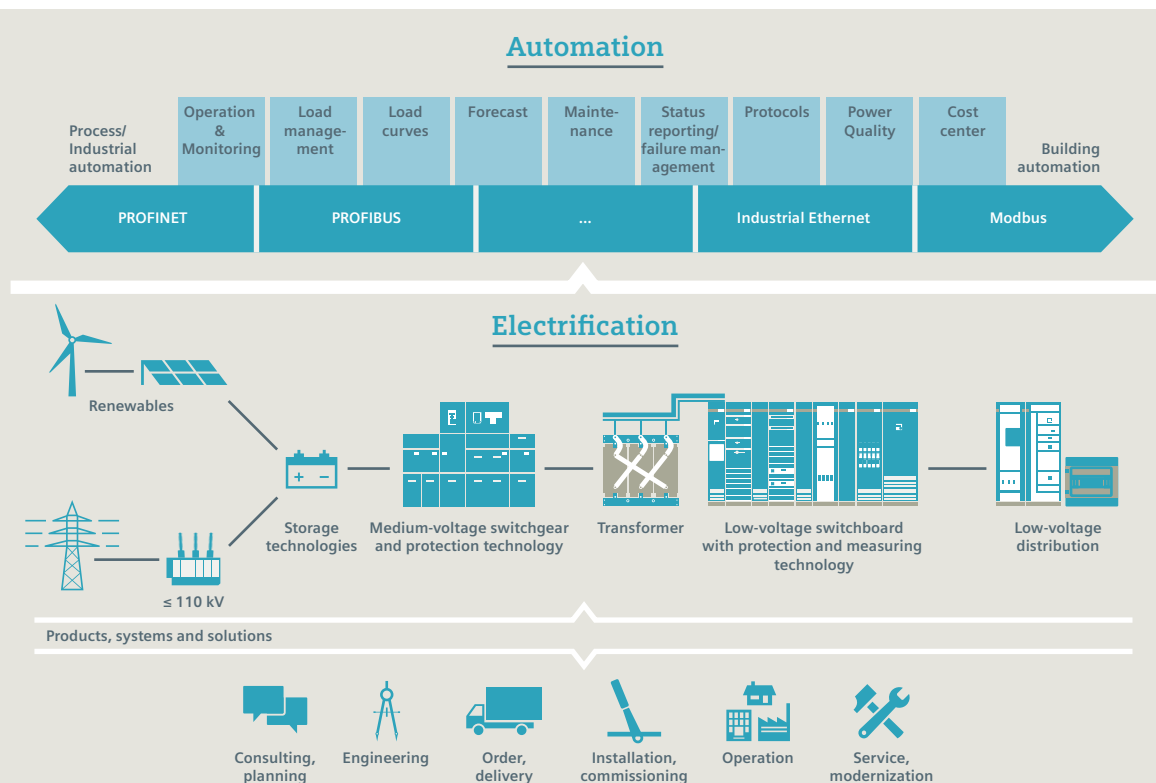 Automation
Process/
Industrial
automation
Operation
&
Monitoring
Load
manage-
ment
Load
curves
Forecast
Mainte-
nance
Status
reporting/
failure man-
agement
Protocols
Power
Quality
Cost
center
Building
automation
PROFINET
PROFIBUS
...
Industrial Ethernet
Modbus
Electrification
Renewables
≤ 110 kV
Storage
technologies
Medium-voltage switchgear
and protection technology
Transformer
Low-voltage switchboard
with protection and measuring
technology
Low-voltage
distribution
Products, systems and solutions
Consulting,
planning
Engineering
Order,
delivery
Installation,
commissioning
Operation
Service,
modernization